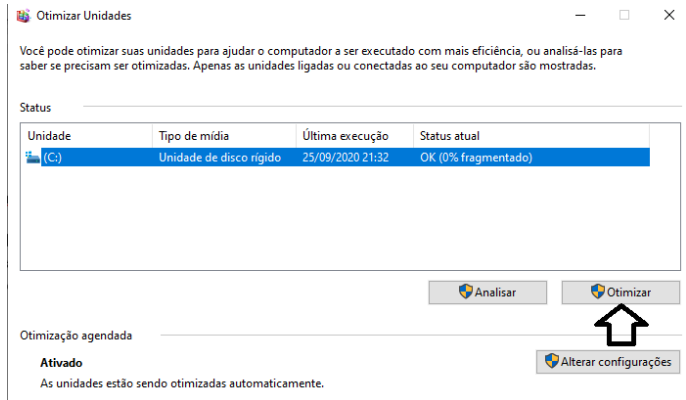 Otimizar Unidades
Você pode otimizar suas unidades para ajudar o computador a ser executado com mais eficiência, ou analisá-las para
saber se precisam ser otimizadas. Apenas as unidades ligadas ou conectadas ao seu computador são mostradas.
Status
Unidade Tipo de mídia Última execução Status atual
(C:) Unidade de disco rígido 25/09/2020 21:32 OK (0% fragmentado)
Analisar Otimizar
Otimização agendada
Ativado Alterar configurações
As unidades estão sendo otimizadas automaticamente.